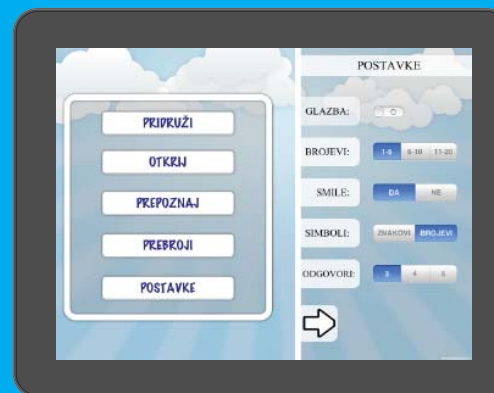 PRIDRUŽI
OTKRIJ
PREPOZNAJ
PREBROJI
POSTAVKE
POSTAVKE
GLAZBA:
BROJEVI: 1-5 6-10 11-20
SMILE: DA NE
SIMBOLI: ZNAKOVI BROJEVI
ODGOVORI: 3 4 5